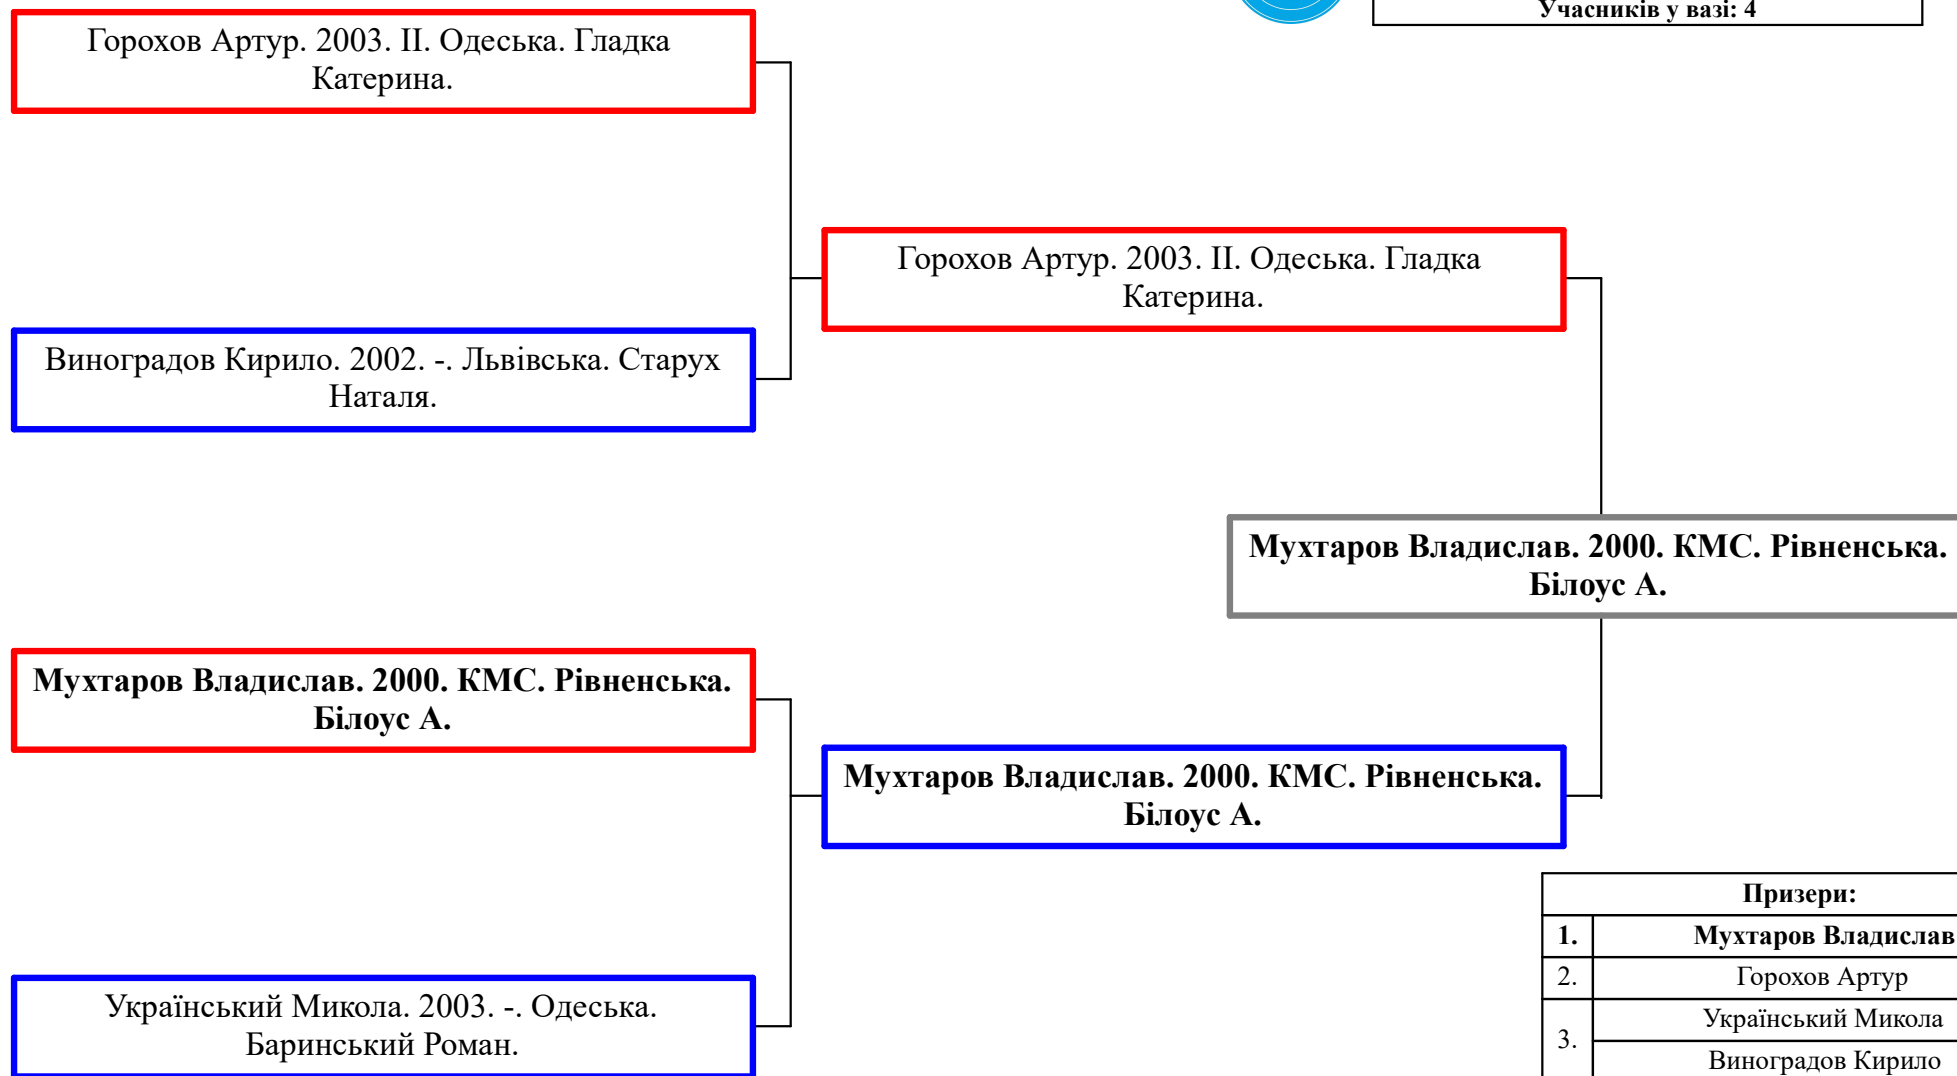 Учасників у вазі: 4
Горохов Артур. 2003. II. Одеська. Гладка
Катерина.
Горохов Артур. 2003. II. Одеська. Гладка
Катерина.
Виноградов Кирило. 2002. -. Львівська. Старух
Наталя.
Мухтаров Владислав. 2000. КМС. Рівненська.
Білоус А.
Мухтаров Владислав. 2000. КМС. Рівненська.
Білоус А.
Мухтаров Владислав. 2000. КМС. Рівненська.
Білоус А.
Український Микола. 2003. -. Одеська.
Баринський Роман.
Призери:
1. Мухтаров Владислав
2. Горохов Артур
3. Український Микола
Виноградов Кирило